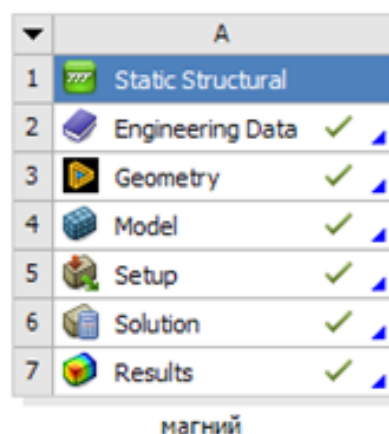 A
1 Static Structural
2 Engineering Data
3 Geometry
4 Model
5 Setup
6 Solution
7 Results
магний